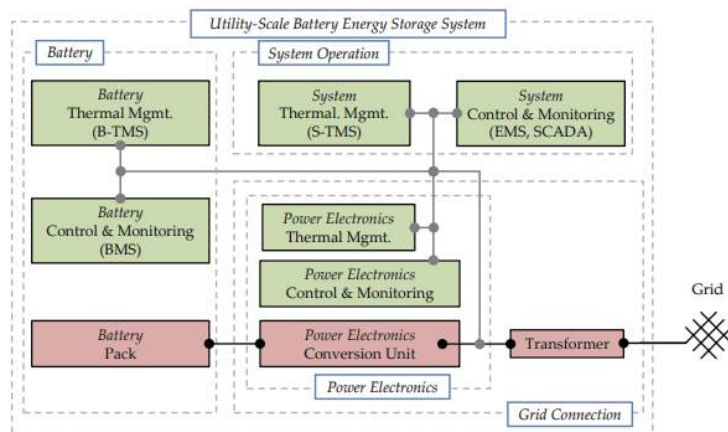 Utility-Scale Battery Energy Storage System
Battery
System Operation
Battery
Thermal Mgmt.
(B-TMS)
System
Thermal. Mgmt.
(S-TMS)
System
Control & Monitoring
(EMS, SCADA)
Battery
Control & Monitoring
(BMS)
Power Electronics
Thermal Mgmt.
Power Electronics
Control & Monitoring
Grid
Battery
Pack
Power Electronics
Conversion Unit
Transformer
Power Electronics
Grid Connection